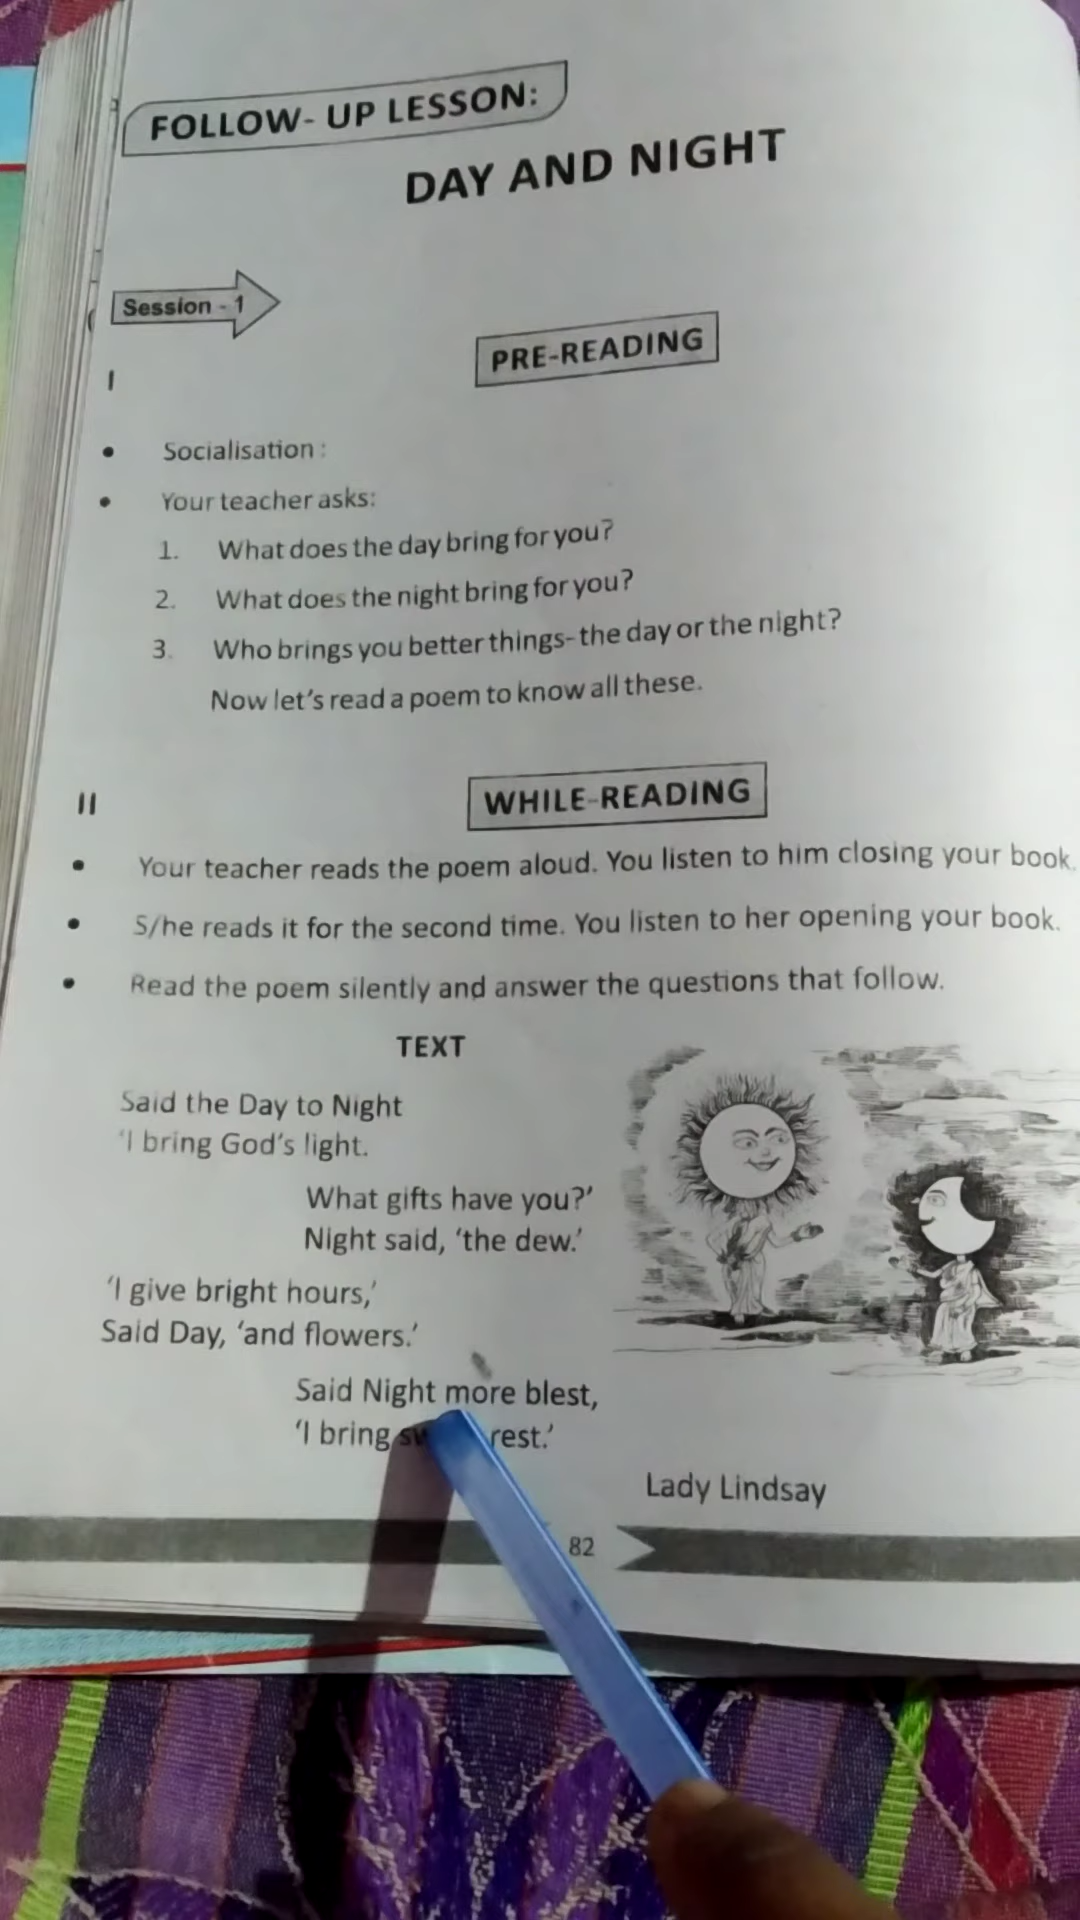 FOLLOW- UP LESSON:
DAY AND NIGHT
Session - 1
PRE-READING
I
• Socialisation :
• Your teacher asks:
1. What does the day bring for you?
2. What does the night bring for you?
3. Who brings you better things- the day or the night?
Now let's read a poem to know all these.
WHILE-READING
II
• Your teacher reads the poem aloud. You listen to him closing your book.
• S/he reads it for the second time. You listen to her opening your book.
• Read the poem silently and answer the questions that follow.
TEXT
Said the Day to Night
'I bring God's light.
What gifts have you?'
Night said, 'the dew.'
'I give bright hours,'
Said Day, 'and flowers.'
Said Night more blest,
'I bring rest.'
Lady Lindsay
82